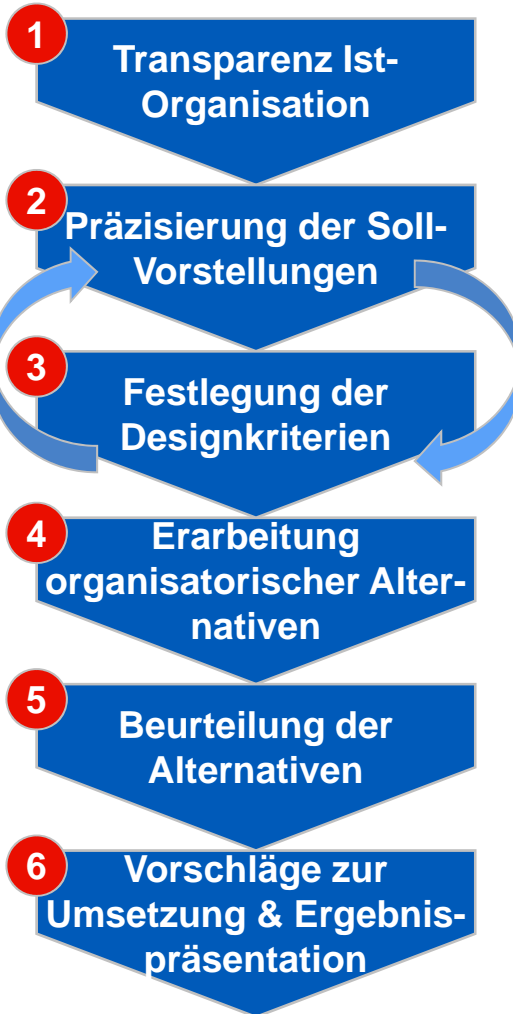 1
Transparenz Ist-
Organisation
2
Präzisierung der Soll-
Vorstellungen
3
Festlegung der
Designkriterien
4
Erarbeitung
organisatorischer Alter-
nativen
5
Beurteilung der
Alternativen
6
Vorschläge zur
Umsetzung & Ergebnis-
präsentation